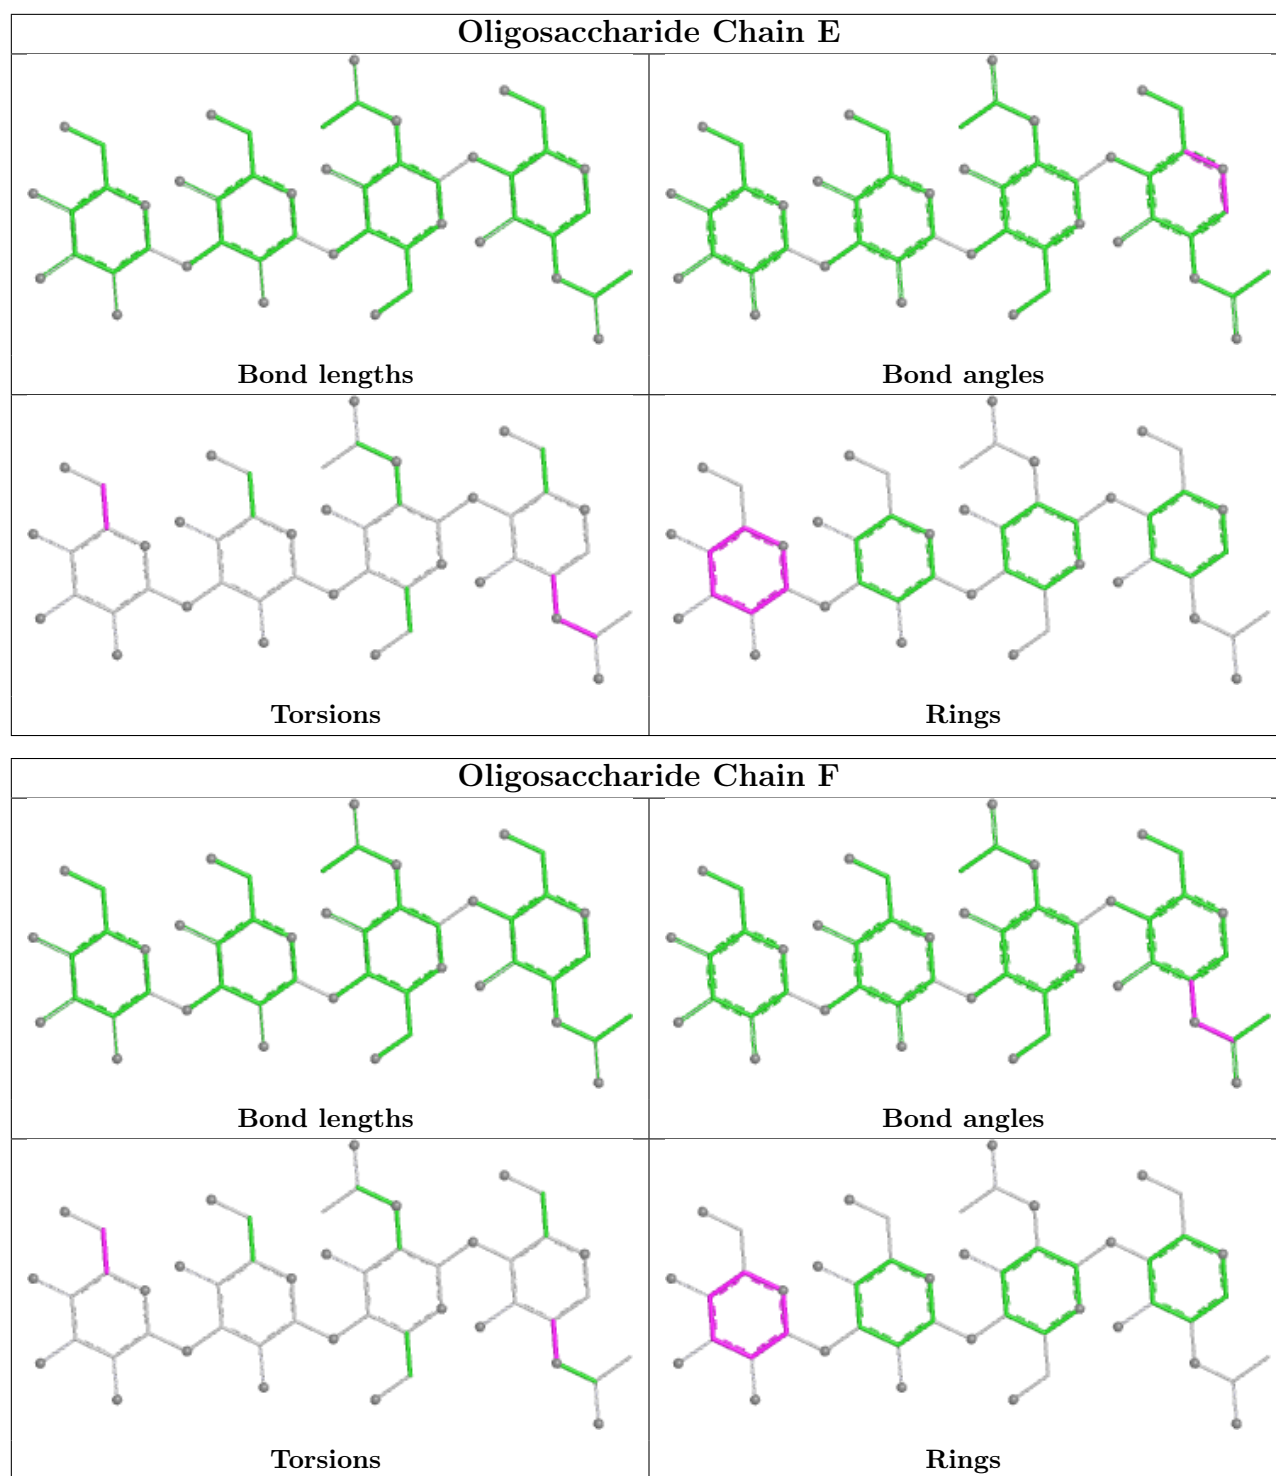 Oligosaccharide Chain E
Bond lengths
Bond angles
Torsions
Rings
Oligosaccharide Chain F
Bond lengths
Bond angles
Torsions
Rings